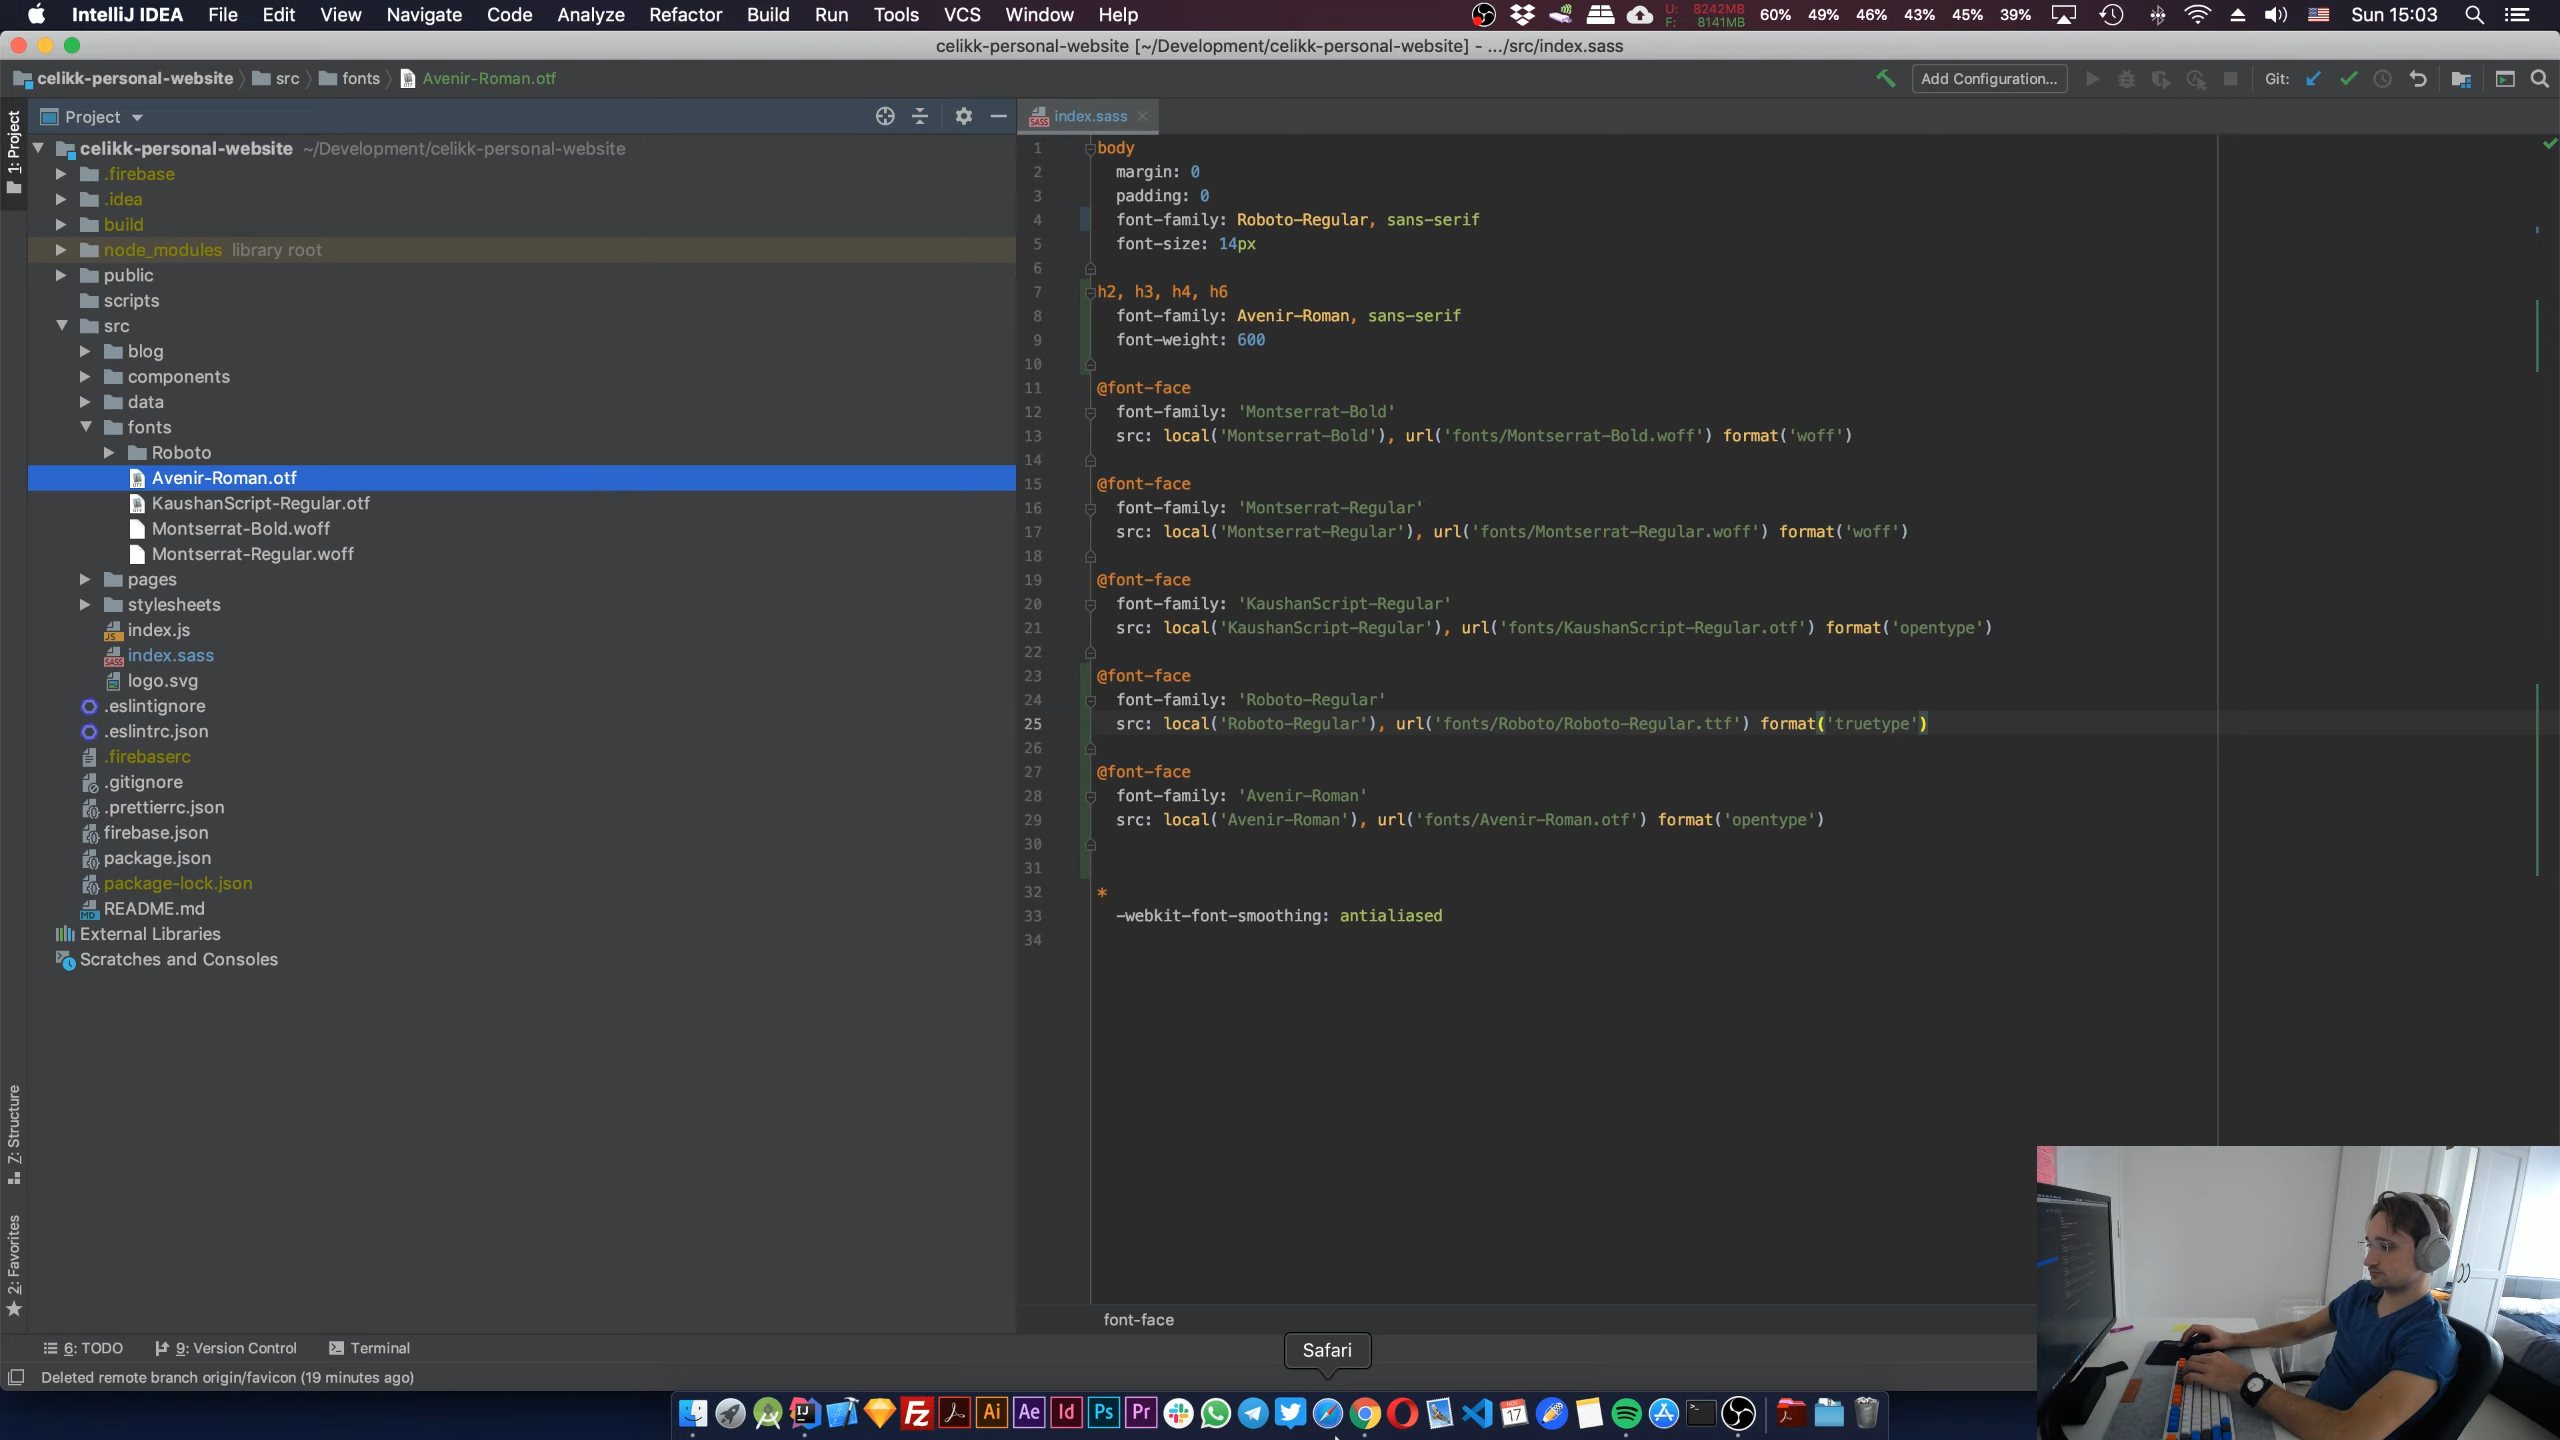 IntelliJ IDEA File Edit View Navigate Code Analyze Refactor Build Run Tools VCS Window Help U: 8242MB F: 8141MB 60% 49% 46% 43% 45% 39% Sun 15:03
celikk-personal-website [~/Development/celikk-personal-website] - .../src/index.sass
celikk-personal-website src fonts Avenir-Roman.otf Add Configuration... Git:
1: Project
Project
celikk-personal-website ~/Development/celikk-personal-website
.firebase
.idea
build
node_modules library root
public
scripts
src
blog
components
data
fonts
Roboto
Avenir-Roman.otf
KaushanScript-Regular.otf
Montserrat-Bold.woff
Montserrat-Regular.woff
pages
stylesheets
index.js
index.sass
logo.svg
.eslintignore
.eslintrc.json
.firebaserc
.gitignore
.prettierrc.json
firebase.json
package.json
package-lock.json
README.md
External Libraries
Scratches and Consoles
index.sass
1 body
2 margin: 0
3 padding: 0
4 font-family: Roboto-Regular, sans-serif
5 font-size: 14px
6
7 h2, h3, h4, h6
8 font-family: Avenir-Roman, sans-serif
9 font-weight: 600
10
11 @font-face
12 font-family: 'Montserrat-Bold'
13 src: local('Montserrat-Bold'), url('fonts/Montserrat-Bold.woff') format('woff')
14
15 @font-face
16 font-family: 'Montserrat-Regular'
17 src: local('Montserrat-Regular'), url('fonts/Montserrat-Regular.woff') format('woff')
18
19 @font-face
20 font-family: 'KaushanScript-Regular'
21 src: local('KaushanScript-Regular'), url('fonts/KaushanScript-Regular.otf') format('opentype')
22
23 @font-face
24 font-family: 'Roboto-Regular'
25 src: local('Roboto-Regular'), url('fonts/Roboto/Roboto-Regular.ttf') format('truetype')
26
27 @font-face
28 font-family: 'Avenir-Roman'
29 src: local('Avenir-Roman'), url('fonts/Avenir-Roman.otf') format('opentype')
30
31
32 *
33 -webkit-font-smoothing: antialiased
34
7: Structure
2: Favorites
font-face
6: TODO 9: Version Control Terminal
Safari
Deleted remote branch origin/favicon (19 minutes ago)
IJ Fz Ai Ae Id Ps Pr 17